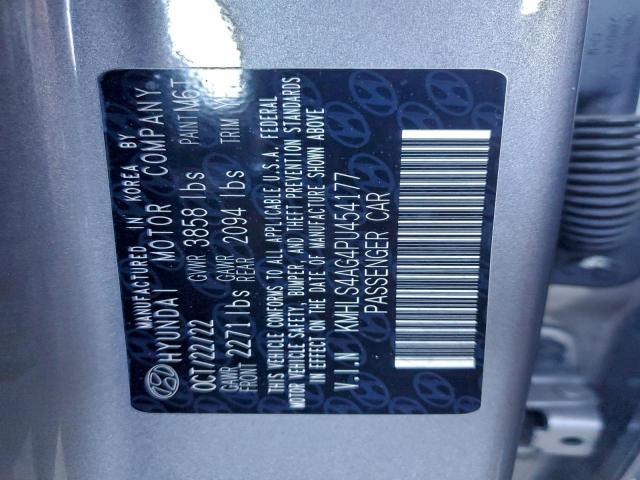 MANUFACTURED IN KOREA BY
HYUNDAI MOTOR COMPANY
OCT/22/22 GVWR 3858 lbs PAINT M6T
GAWR FRONT 2271 lbs GAWR REAR 2094 lbs TRIM
THIS VEHICLE CONFORMS TO ALL APPLICABLE U.S.A. FEDERAL
MOTOR VEHICLE SAFETY, BUMPER, AND THEFT PREVENTION STANDARDS
IN EFFECT ON THE DATE OF MANUFACTURE SHOWN ABOVE
V.I.N KMHLS4AG4PU454177
PASSENGER CAR